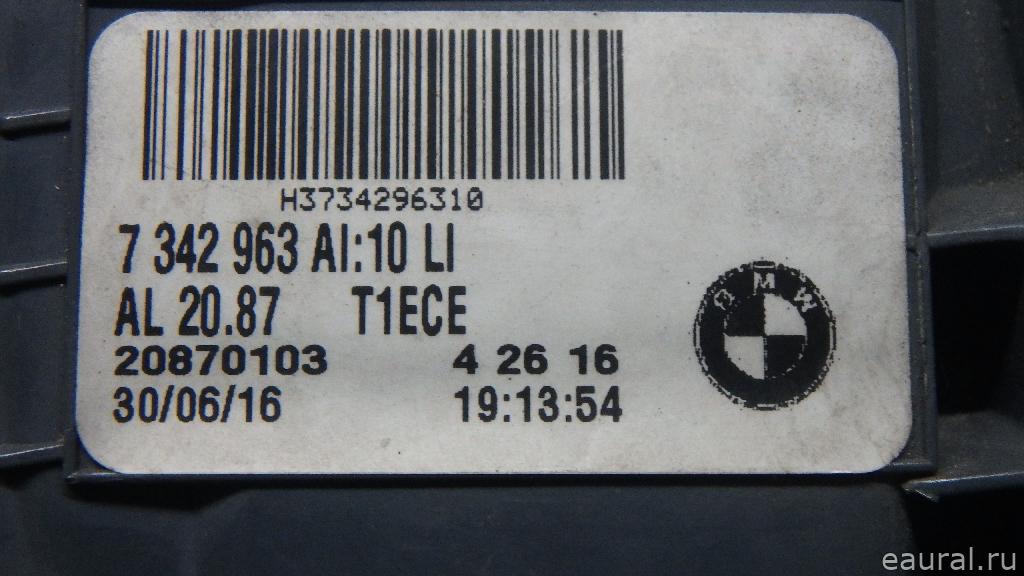 H3734296310
7 342 963 AI:10 LI
AL 20.87 T1ECE
20870103 4 26 16
30/06/16 19:13:54
BMW
eaural.ru